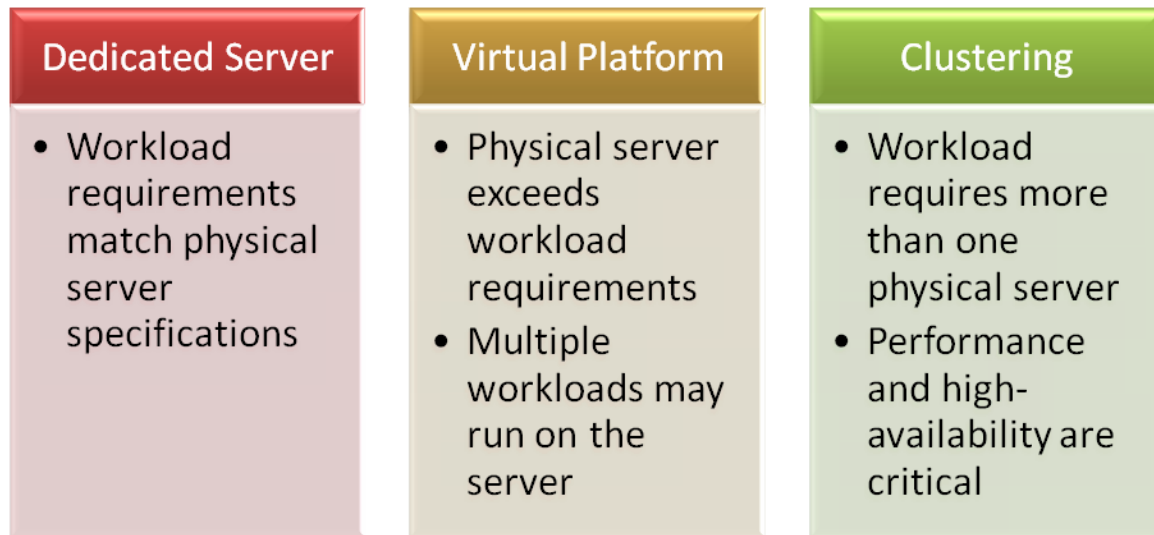 Dedicated Server
• Workload
requirements
match physical
server
specifications
Virtual Platform
• Physical server
exceeds
workload
requirements
• Multiple
workloads may
run on the
server
Clustering
• Workload
requires more
than one
physical server
• Performance
and high-
availability are
critical